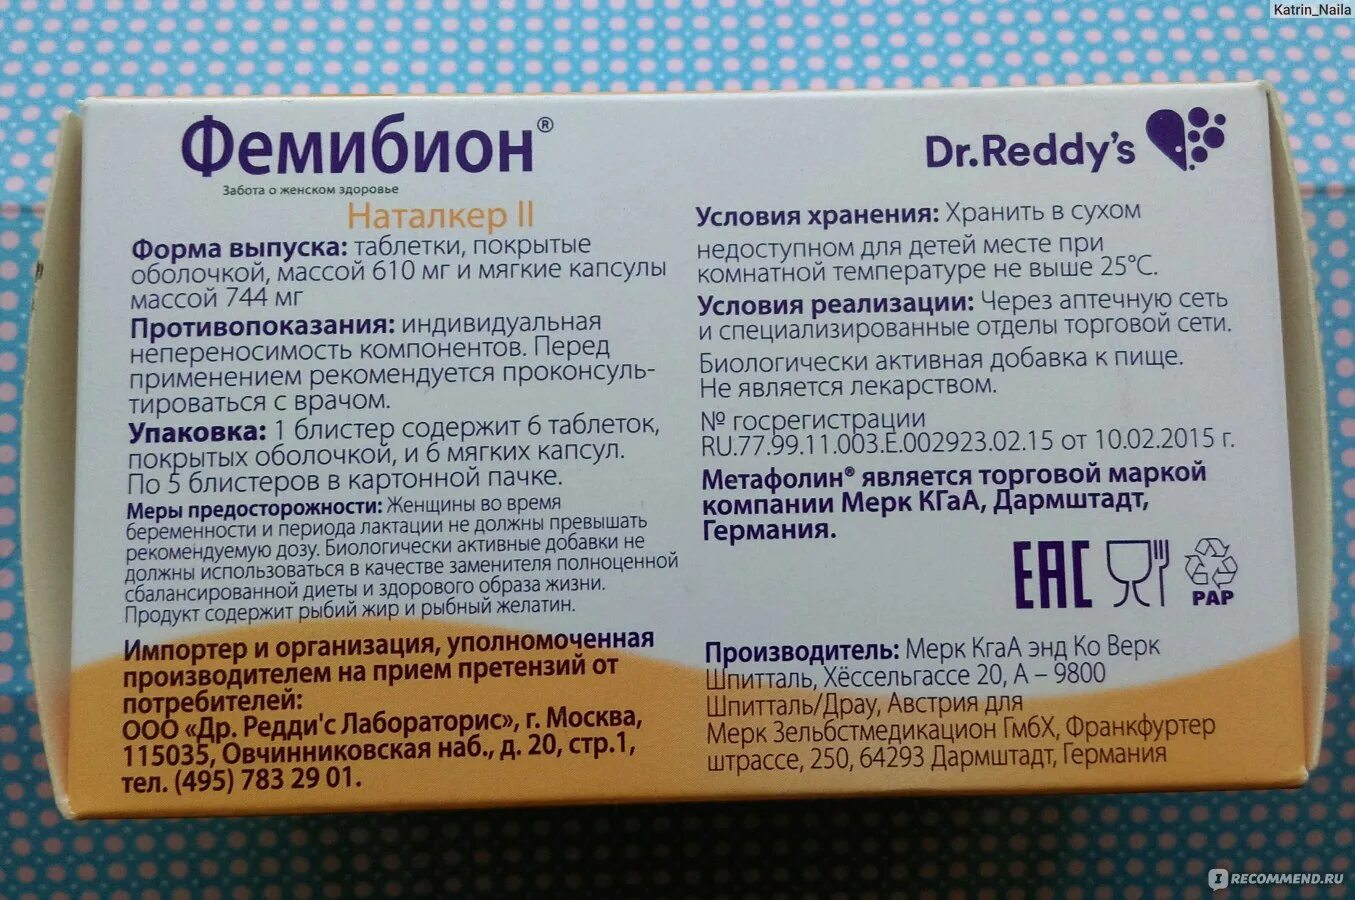 Katrin_Naila
Фемибион®
Забота о женском здоровье
Наталкер II
Форма выпуска: таблетки, покрытые
оболочкой, массой 610 мг и мягкие капсулы
массой 744 мг
Противопоказания: индивидуальная
непереносимость компонентов. Перед
применением рекомендуется проконсуль-
тироваться с врачом.
Упаковка: 1 блистер содержит 6 таблеток,
покрытых оболочкой, и 6 мягких капсул.
По 5 блистеров в картонной пачке.
Меры предосторожности: Женщины во время
беременности и периода лактации не должны превышать
рекомендуемую дозу. Биологически активные добавки не
должны использоваться в качестве заменителя полноценной
сбалансированной диеты и здорового образа жизни.
Продукт содержит рыбий жир и рыбный желатин.
Импортер и организация, уполномоченная
производителем на прием претензий от
потребителей:
ООО «Др. Редди'с Лабораторис», г. Москва,
115035, Овчинниковская наб., д. 20, стр.1,
тел. (495) 783 29 01.
Dr.Reddy's
Условия хранения: Хранить в сухом
недоступном для детей месте при
комнатной температуре не выше 25°С.
Условия реализации: Через аптечную сеть
и специализированные отделы торговой сети.
Биологически активная добавка к пище.
Не является лекарством.
№ госрегистрации
RU.77.99.11.003.E.002923.02.15 от 10.02.2015 г.
Метафолин® является торговой маркой
компании Мерк КГаА, Дармштадт,
Германия.
EAC
PAP
Производитель: Мерк КгаА энд Ко Верк
Шпитталь, Хёссельгассе 20, А – 9800
Шпитталь/Драу, Австрия для
Мерк Зельбстмедикацион ГмбХ, Франкфуртер
штрассе, 250, 64293 Дармштадт, Германия
IRECOMMEND.RU